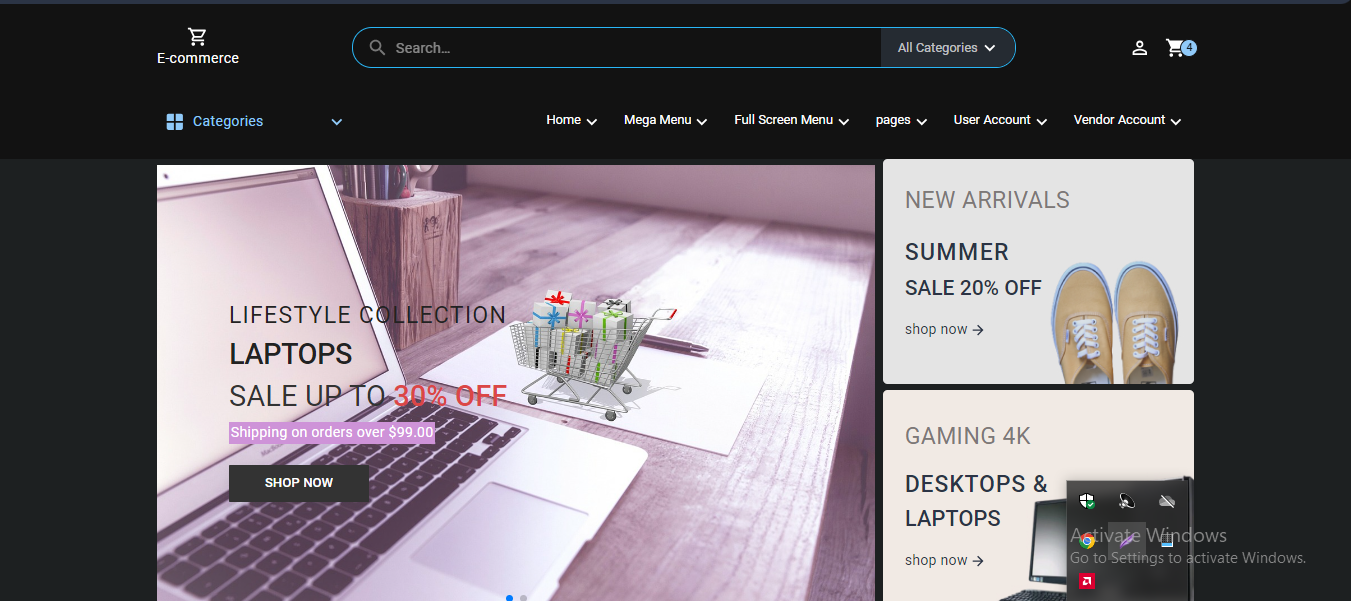 E-commerce
Search...
All Categories
4
Categories
Home
Mega Menu
Full Screen Menu
pages
User Account
Vendor Account
LIFESTYLE COLLECTION
LAPTOPS
SALE UP TO 30% OFF
Shipping on orders over $99.00
SHOP NOW
NEW ARRIVALS
SUMMER
SALE 20% OFF
shop now
GAMING 4K
DESKTOPS &
LAPTOPS
shop now
Activate Windows
Go to Settings to activate Windows.